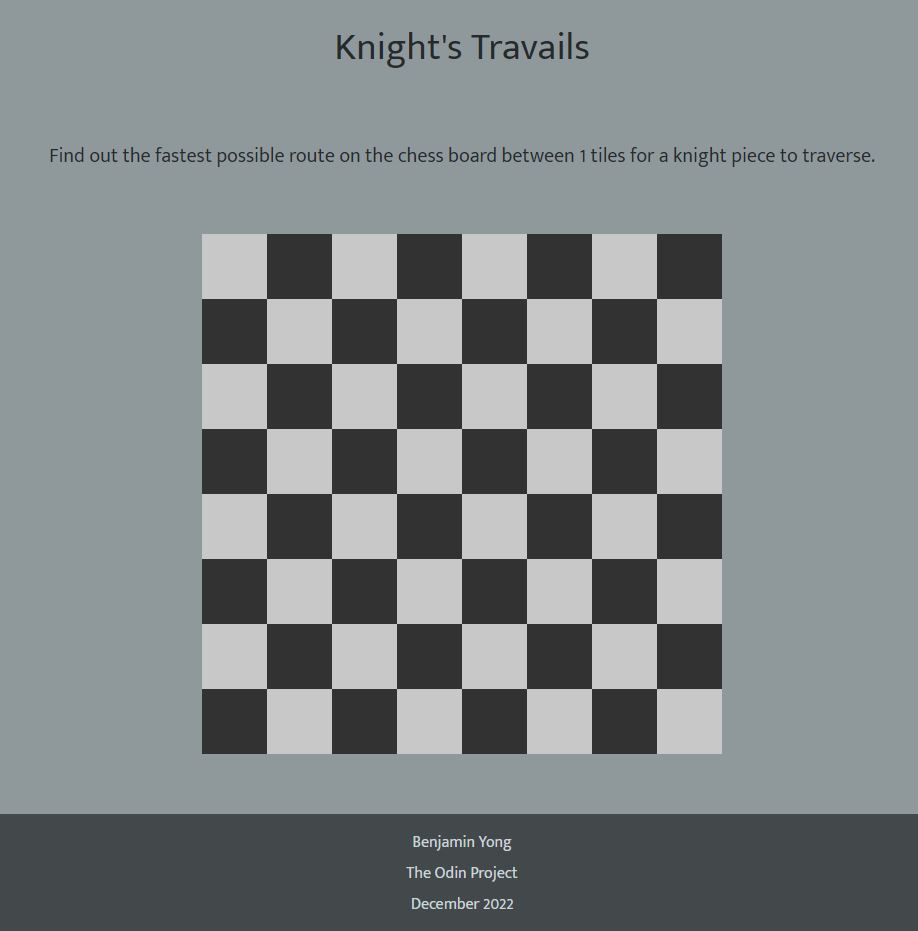 Knight's Travails
Find out the fastest possible route on the chess board between 1 tiles for a knight piece to traverse.
Benjamin Yong
The Odin Project
December 2022